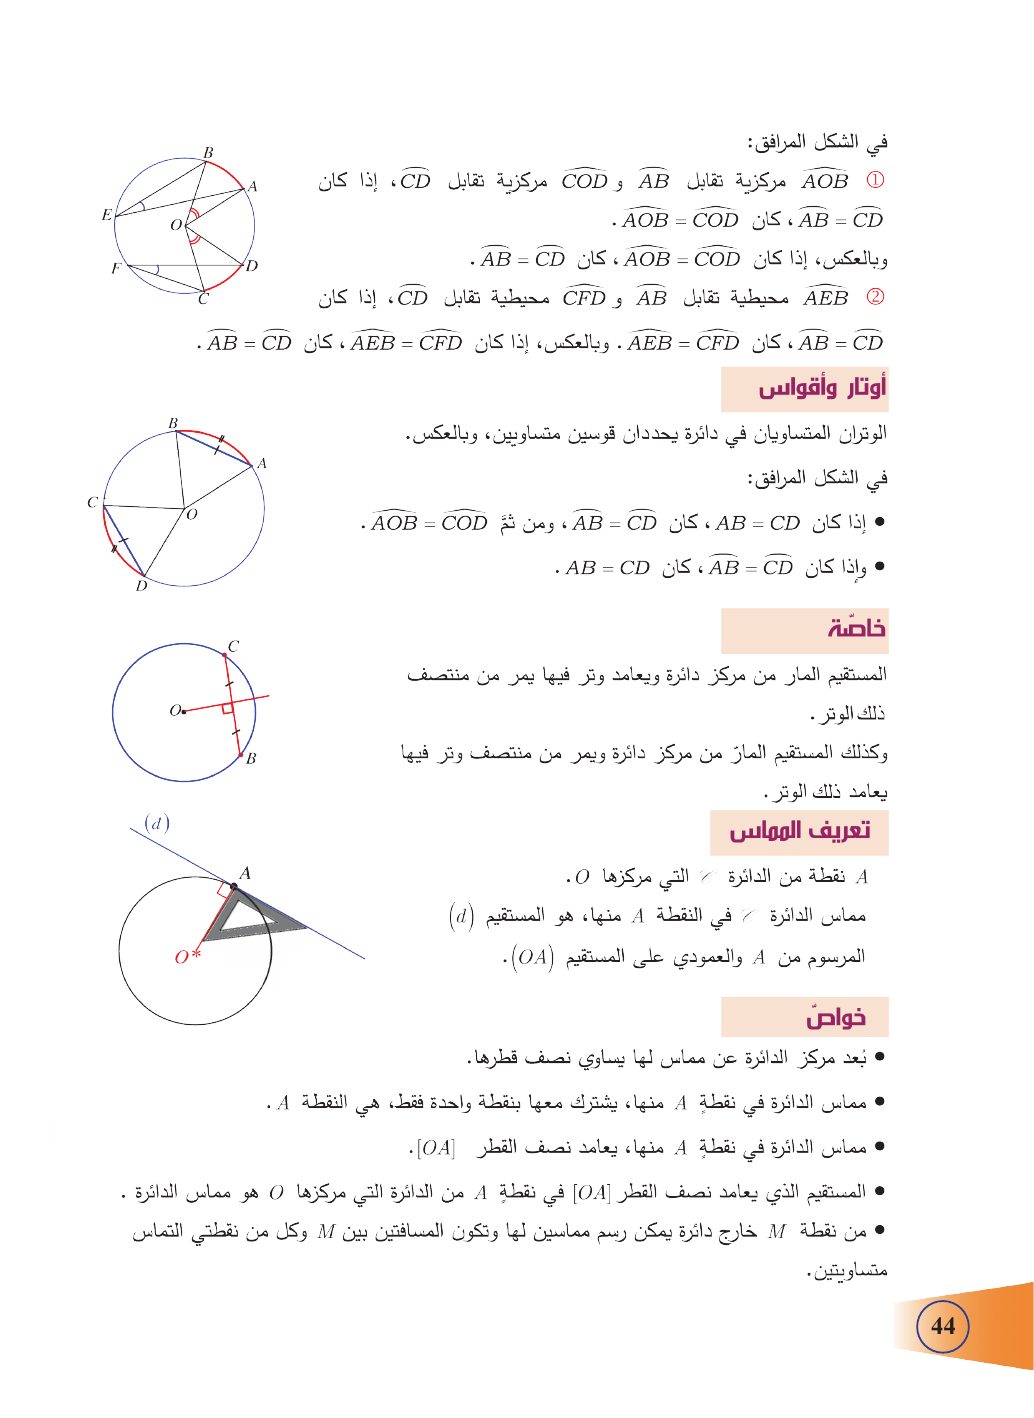 في الشكل المرافق:
① AOB مركزية تقابل AB و COD مركزية تقابل CD، إذا كان
AB = CD، كان AOB = COD .
وبالعكس، إذا كان AOB = COD، كان AB = CD .
② AEB محيطية تقابل AB و CFD محيطية تقابل CD، إذا كان
AB = CD، كان AEB = CFD . وبالعكس، إذا كان AEB = CFD، كان AB = CD .
B
A
E
O
F
D
C
أوتار وأقواس
الوتران المتساويان في دائرة يحددان قوسين متساويين، وبالعكس.
في الشكل المرافق:
• إذا كان AB = CD، كان AB = CD، ومن ثمَّ AOB = COD .
• وإذا كان AB = CD، كان AB = CD .
B
A
C
O
D
خاصّة
المستقيم المار من مركز دائرة ويعامد وتر فيها يمر من منتصف
ذلك الوتر.
وكذلك المستقيم المارّ من مركز دائرة ويمر من منتصف وتر فيها
يعامد ذلك الوتر.
C
O
B
تعريف المماس
A نقطة من الدائرة 𝒞 التي مركزها O .
مماس الدائرة 𝒞 في النقطة A منها، هو المستقيم (d)
المرسوم من A والعمودي على المستقيم (OA).
(d)
A
O*
خواصّ
• بُعد مركز الدائرة عن مماس لها يساوي نصف قطرها.
• مماس الدائرة في نقطةٍ A منها، يشترك معها بنقطة واحدة فقط، هي النقطة A .
• مماس الدائرة في نقطةٍ A منها، يعامد نصف القطر [OA].
• المستقيم الذي يعامد نصف القطر [OA] في نقطةٍ A من الدائرة التي مركزها O هو مماس الدائرة .
• من نقطة M خارج دائرة يمكن رسم مماسين لها وتكون المسافتين بين M وكل من نقطتي التماس
متساويتين.
44